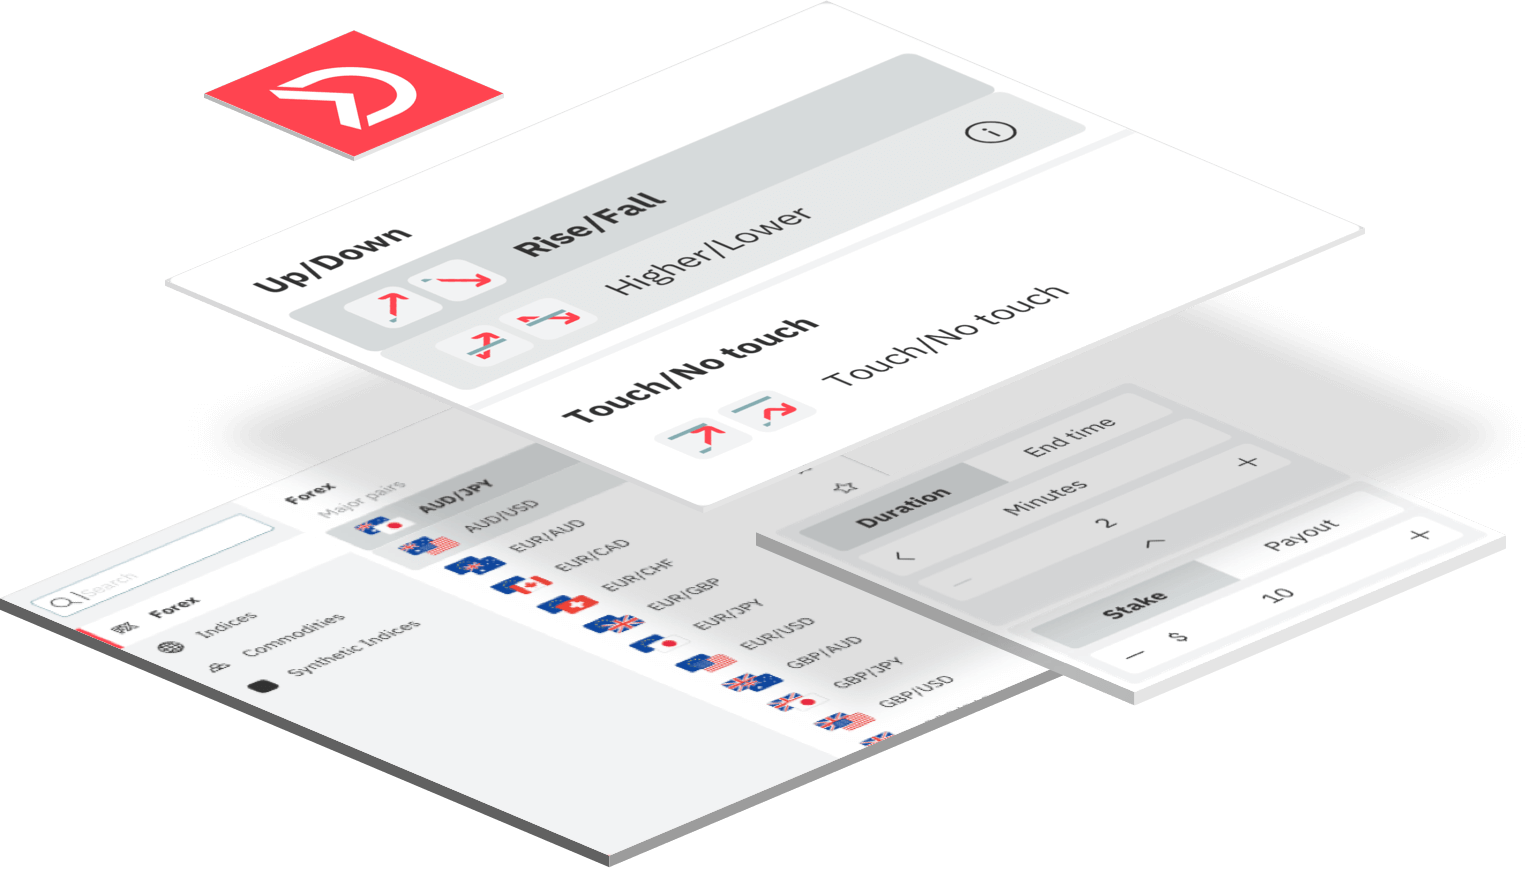 Up/Down
Rise/Fall
Higher/Lower
Touch/No touch
Touch/No touch
Search
Forex
Indices
Commodities
Synthetic Indices
Forex
Major pairs
AUD/JPY
AUD/USD
EUR/AUD
EUR/CAD
EUR/CHF
EUR/GBP
EUR/JPY
EUR/USD
GBP/AUD
GBP/JPY
GBP/USD
Duration End time
Minutes
− 2 +
Stake Payout
− $ 10 +